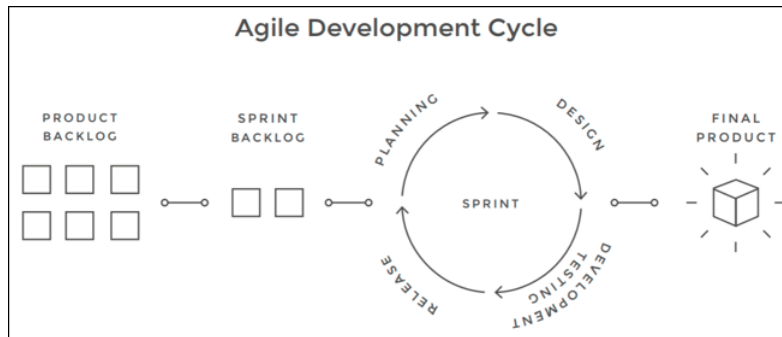 Agile Development Cycle
PRODUCT
BACKLOG
SPRINT
BACKLOG
PLANNING
DESIGN
SPRINT
DEVELOPMENT
TESTING
RELEASE
FINAL
PRODUCT